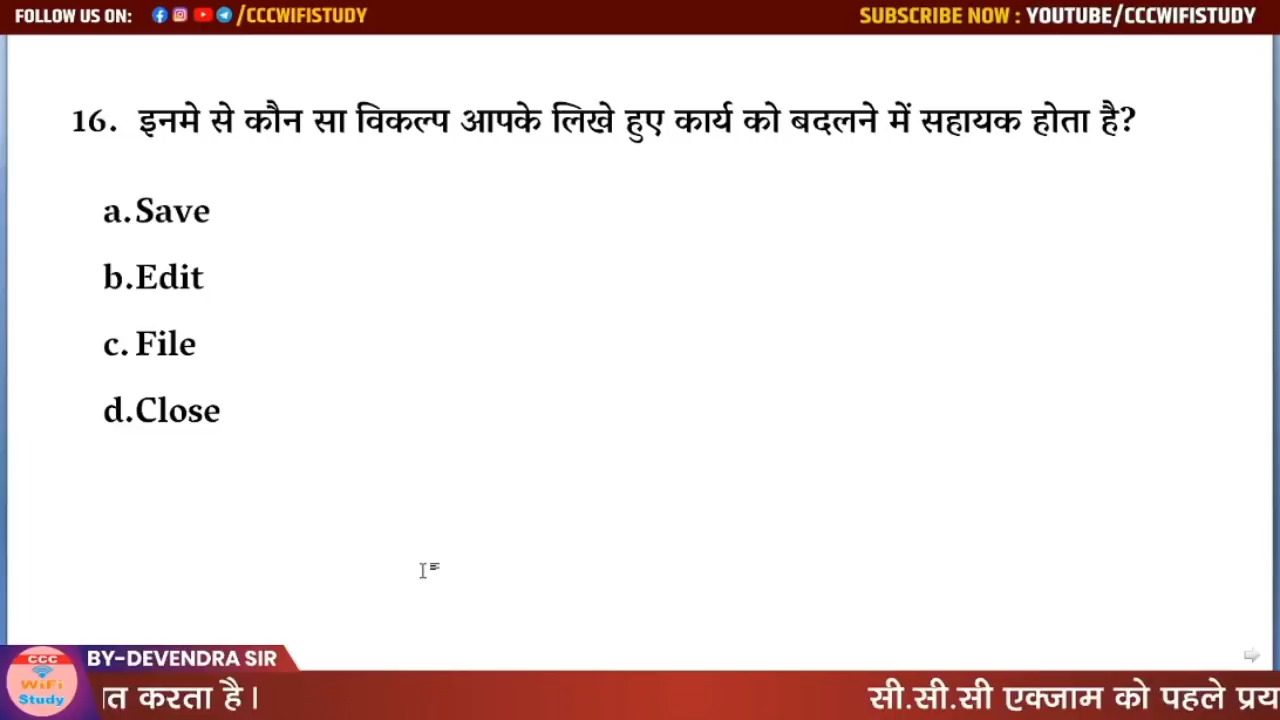 FOLLOW US ON: /CCCWIFISTUDY
SUBSCRIBE NOW : YOUTUBE/CCCWIFISTUDY
16. इनमे से कौन सा विकल्प आपके लिखे हुए कार्य को बदलने में सहायक होता है?
a. Save
b. Edit
c. File
d. Close
BY-DEVENDRA SIR
CCC
WiFi
Study
करता है। सी.सी.सी एक्जाम को पहले